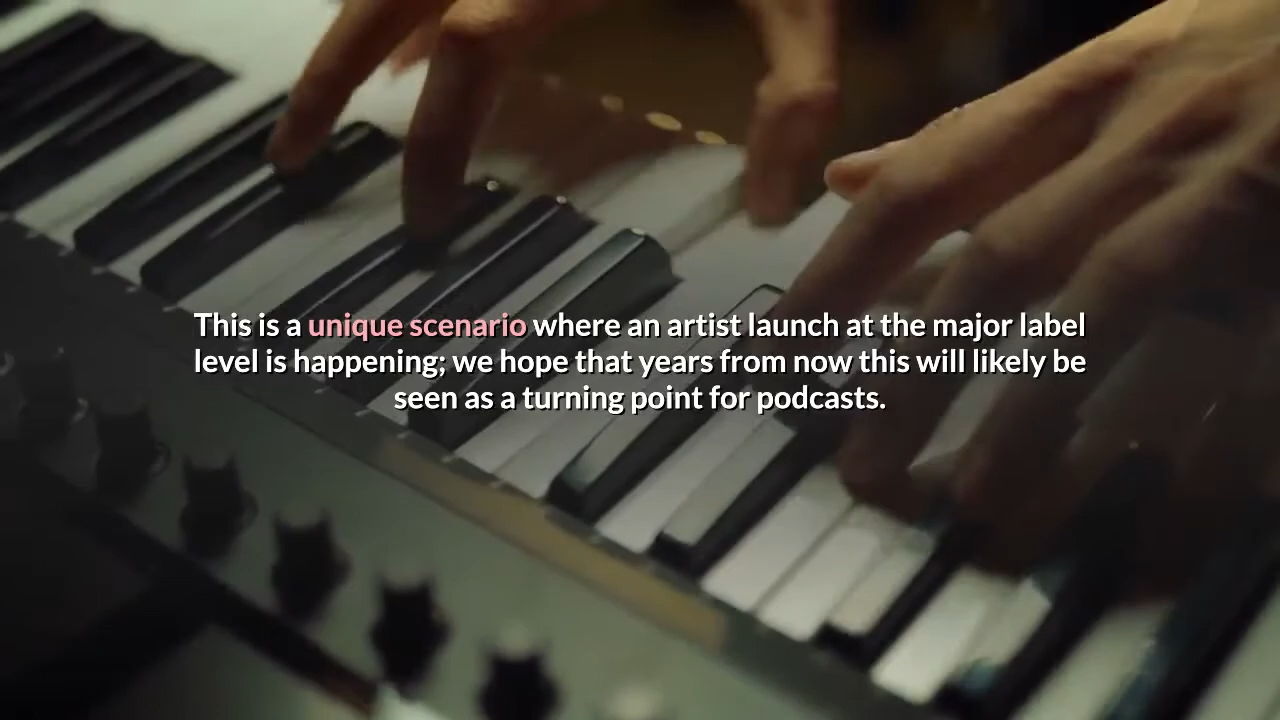 This is a unique scenario where an artist launch at the major label
level is happening; we hope that years from now this will likely be
seen as a turning point for podcasts.